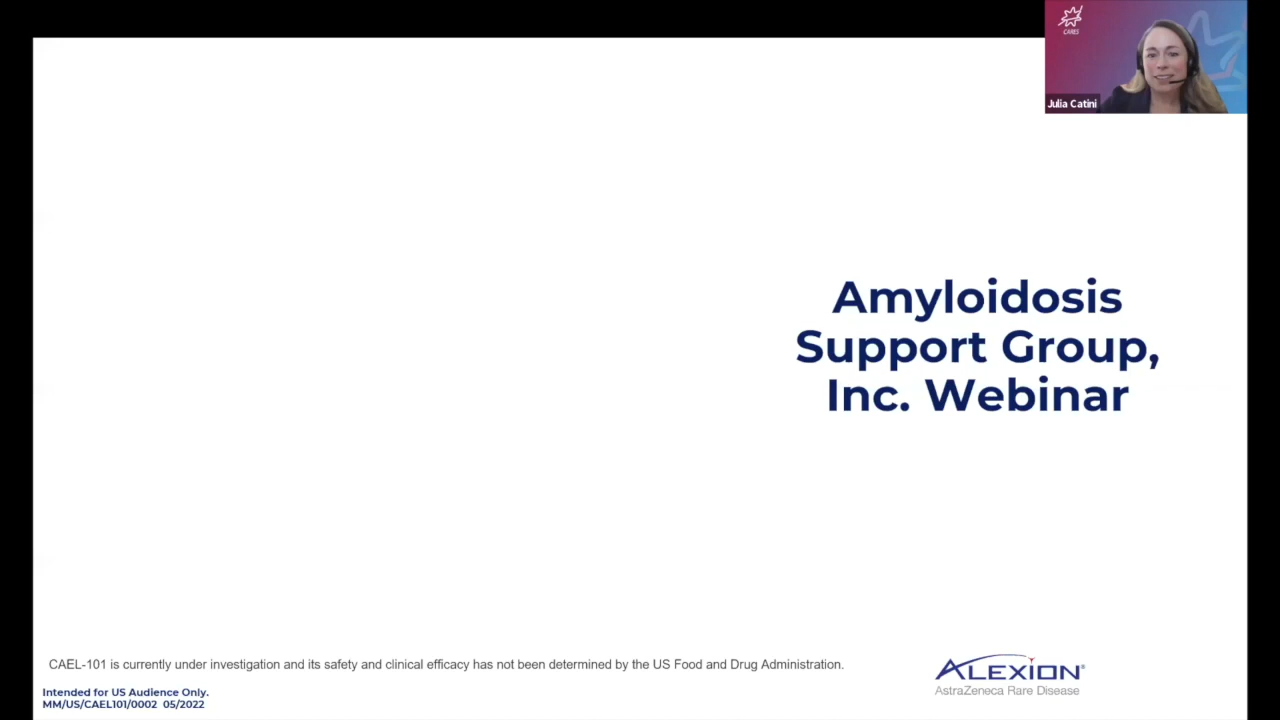 CARES
Julia Catini
Amyloidosis
Support Group,
Inc. Webinar
CAEL-101 is currently under investigation and its safety and clinical efficacy has not been determined by the US Food and Drug Administration.
ALEXION®
AstraZeneca Rare Disease
Intended for US Audience Only.
MM/US/CAEL101/0002 05/2022